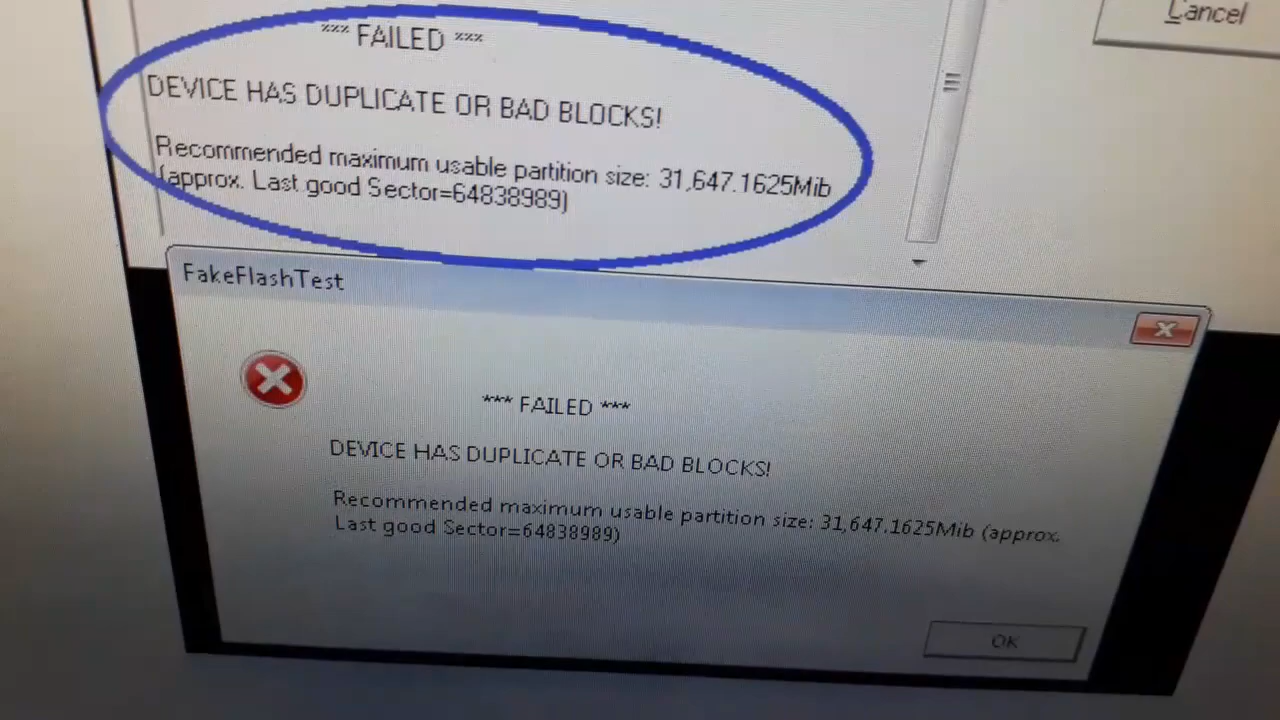 Cancel
*** FAILED ***
DEVICE HAS DUPLICATE OR BAD BLOCKS!
Recommended maximum usable partition size: 31,647.1625Mib
(approx. Last good Sector=64838989)
FakeFlashTest
*** FAILED ***
DEVICE HAS DUPLICATE OR BAD BLOCKS!
Recommended maximum usable partition size: 31,647.1625Mib (approx.
Last good Sector=64838989)
OK